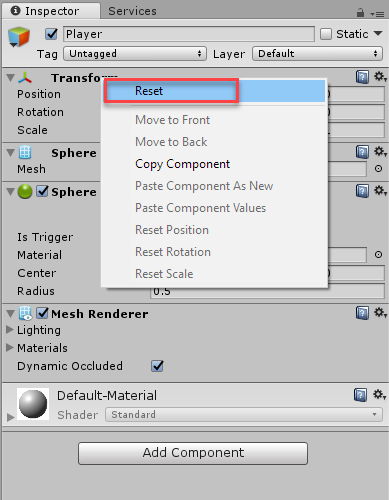 Inspector Services
Player Static
Tag Untagged Layer Default
Transform
Position
Rotation
Scale
Reset
Move to Front
Move to Back
Copy Component
Paste Component As New
Paste Component Values
Reset Position
Reset Rotation
Reset Scale
Sphere
Mesh
Sphere
Is Trigger
Material
Center
Radius 0.5
Mesh Renderer
Lighting
Materials
Dynamic Occluded
Default-Material
Shader Standard
Add Component